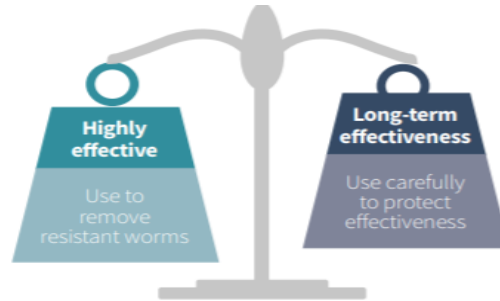 Highly
effective
Use to
remove
resistant worms
Long-term
effectiveness
Use carefully
to protect
effectiveness